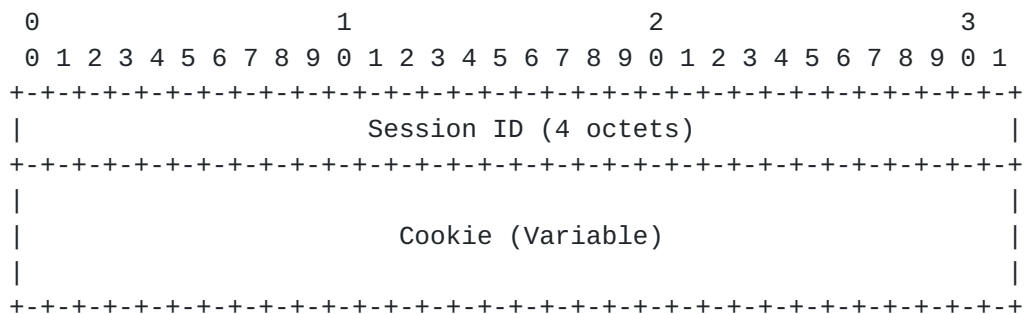 0                   1                   2                   3
 0 1 2 3 4 5 6 7 8 9 0 1 2 3 4 5 6 7 8 9 0 1 2 3 4 5 6 7 8 9 0 1
+-+-+-+-+-+-+-+-+-+-+-+-+-+-+-+-+-+-+-+-+-+-+-+-+-+-+-+-+-+-+-+-+
|                      Session ID (4 octets)                    |
+-+-+-+-+-+-+-+-+-+-+-+-+-+-+-+-+-+-+-+-+-+-+-+-+-+-+-+-+-+-+-+-+
|                                                               |
|                        Cookie (Variable)                      |
|                                                               |
+-+-+-+-+-+-+-+-+-+-+-+-+-+-+-+-+-+-+-+-+-+-+-+-+-+-+-+-+-+-+-+-+